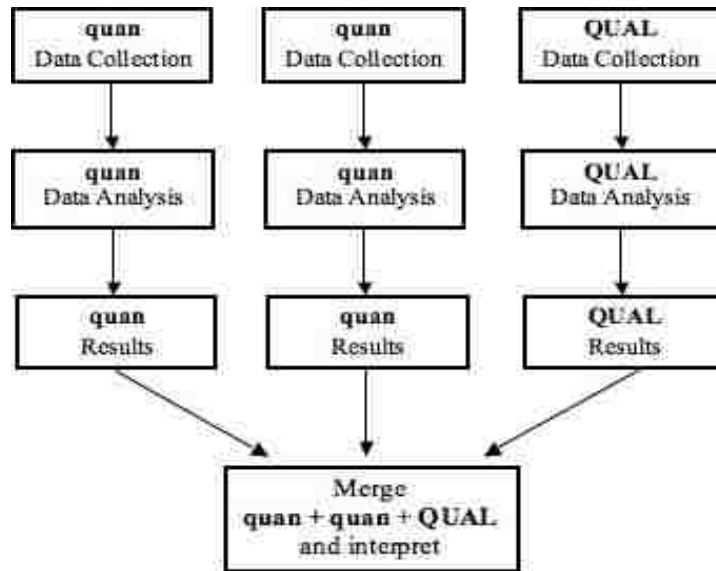 quan
Data Collection
quan
Data Collection
QUAL
Data Collection
quan
Data Analysis
quan
Data Analysis
QUAL
Data Analysis
quan
Results
quan
Results
QUAL
Results
Merge
quan + quan + QUAL
and interpret